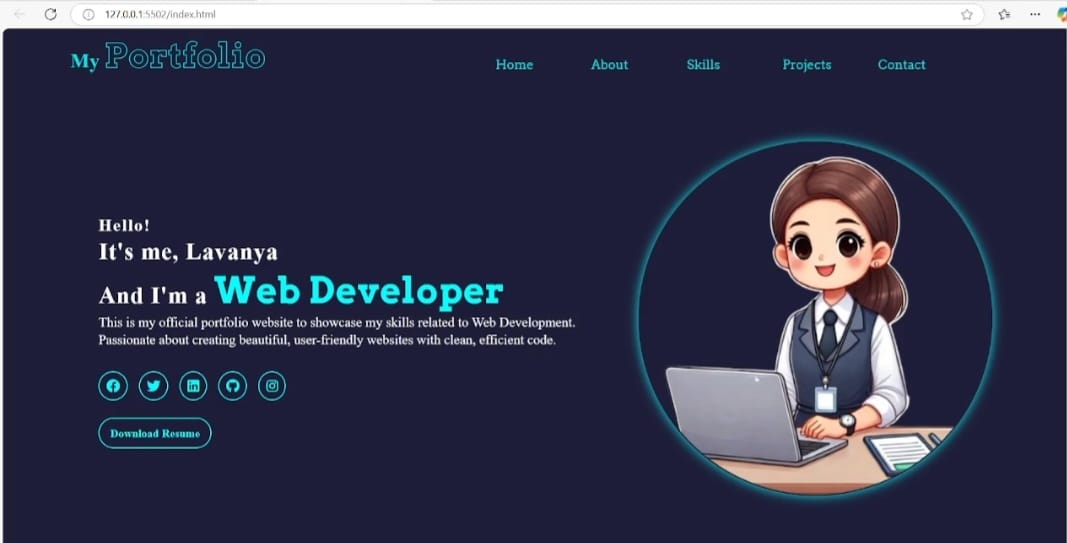 127.0.0.1:5502/index.html
My Portfolio
Home About Skills Projects Contact
Hello!
It's me, Lavanya
And I'm a Web Developer
This is my official portfolio website to showcase my skills related to Web Development.
Passionate about creating beautiful, user-friendly websites with clean, efficient code.
Download Resume